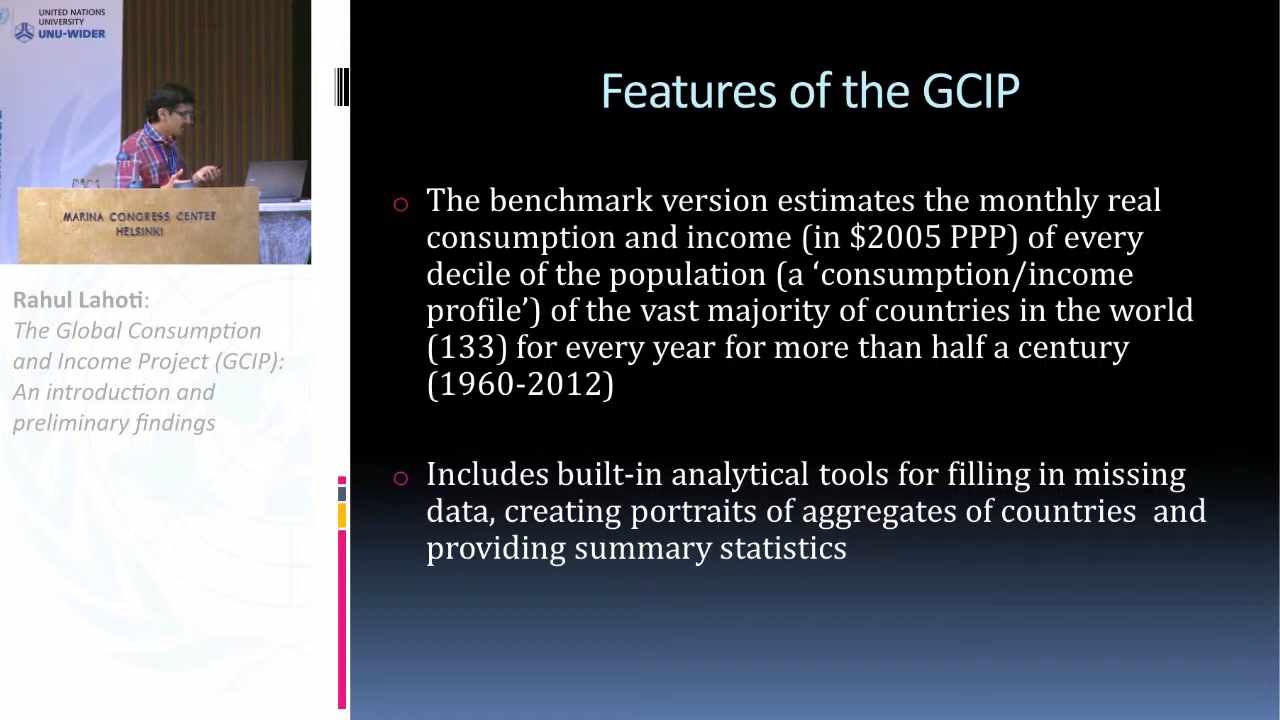 UNITED NATIONS
UNIVERSITY
UNU-WIDER
MARINA CONGRESS CENTER
HELSINKI
Rahul Lahoti:
The Global Consumption
and Income Project (GCIP):
An introduction and
preliminary findings
Features of the GCIP
The benchmark version estimates the monthly real
consumption and income (in $2005 PPP) of every
decile of the population (a ‘consumption/income
profile’) of the vast majority of countries in the world
(133) for every year for more than half a century
(1960-2012)
Includes built-in analytical tools for filling in missing
data, creating portraits of aggregates of countries and
providing summary statistics